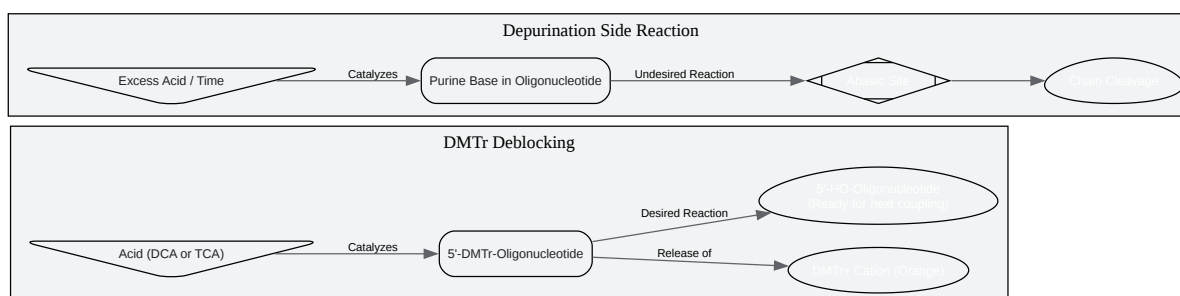 Depurination Side Reaction
Excess Acid / Time
Catalyzes
Purine Base in Oligonucleotide
Undesired Reaction
Abasic Site
Chain Cleavage
DMTr Deblocking
Acid (DCA or TCA)
Catalyzes
5'-DMTr-Oligonucleotide
Desired Reaction
5'-HO-Oligonucleotide
(Ready for next coupling)
Release of
DMTr+ Cation (Orange)